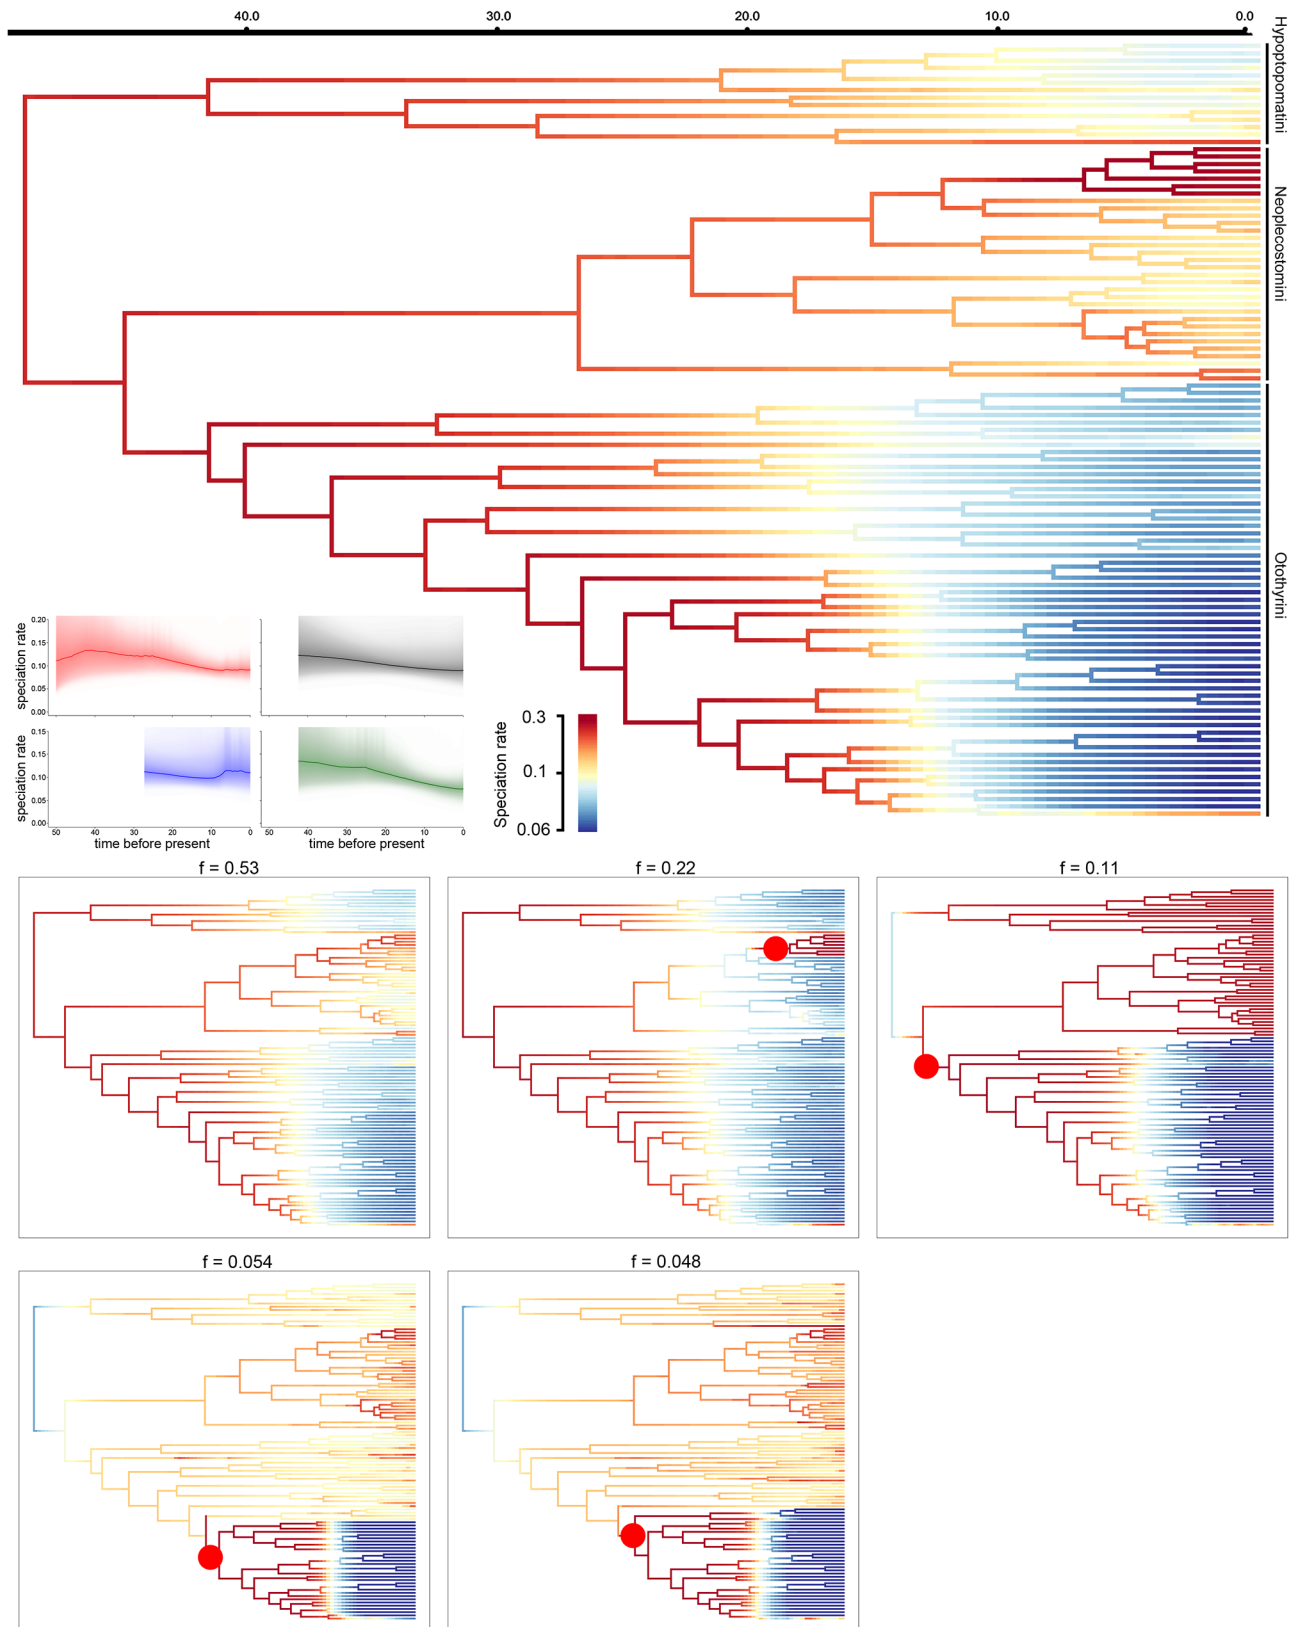 40.0 30.0 20.0 10.0 0.0
Hypoptopomatini
Neoplecostomini
Otothyrini
speciation rate
0.20
0.15
0.10
0.05
0.00
speciation rate
0.15
0.10
0.05
0.00
50 40 30 20 10 0 50 40 30 20 10 0
time before present time before present
Speciation rate
0.3
0.1
0.06
f = 0.53 f = 0.22 f = 0.11
f = 0.054 f = 0.048